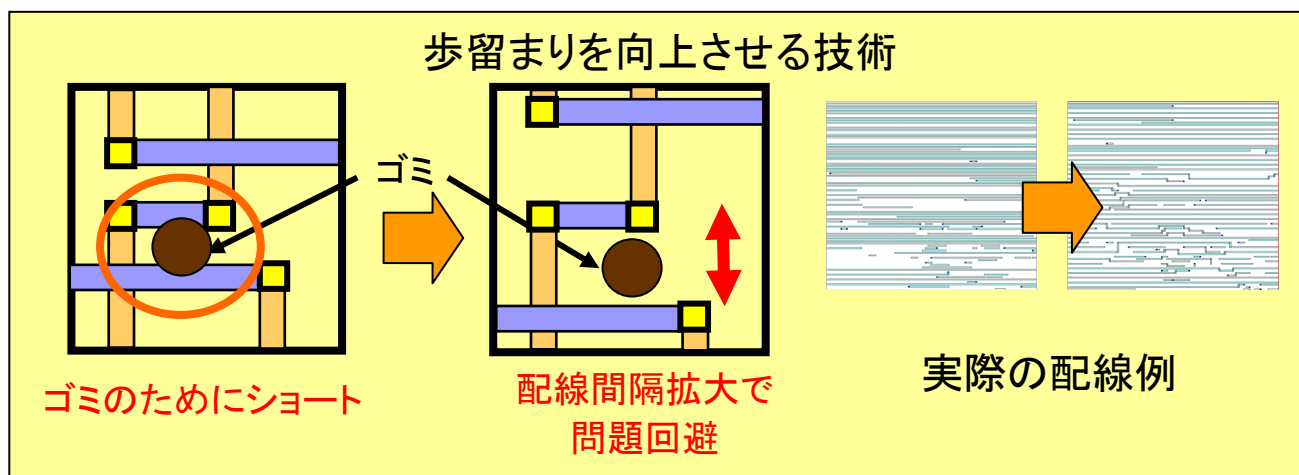 歩留まりを向上させる技術
ゴミ
ゴミのためにショート
配線間隔拡大で
問題回避
実際の配線例